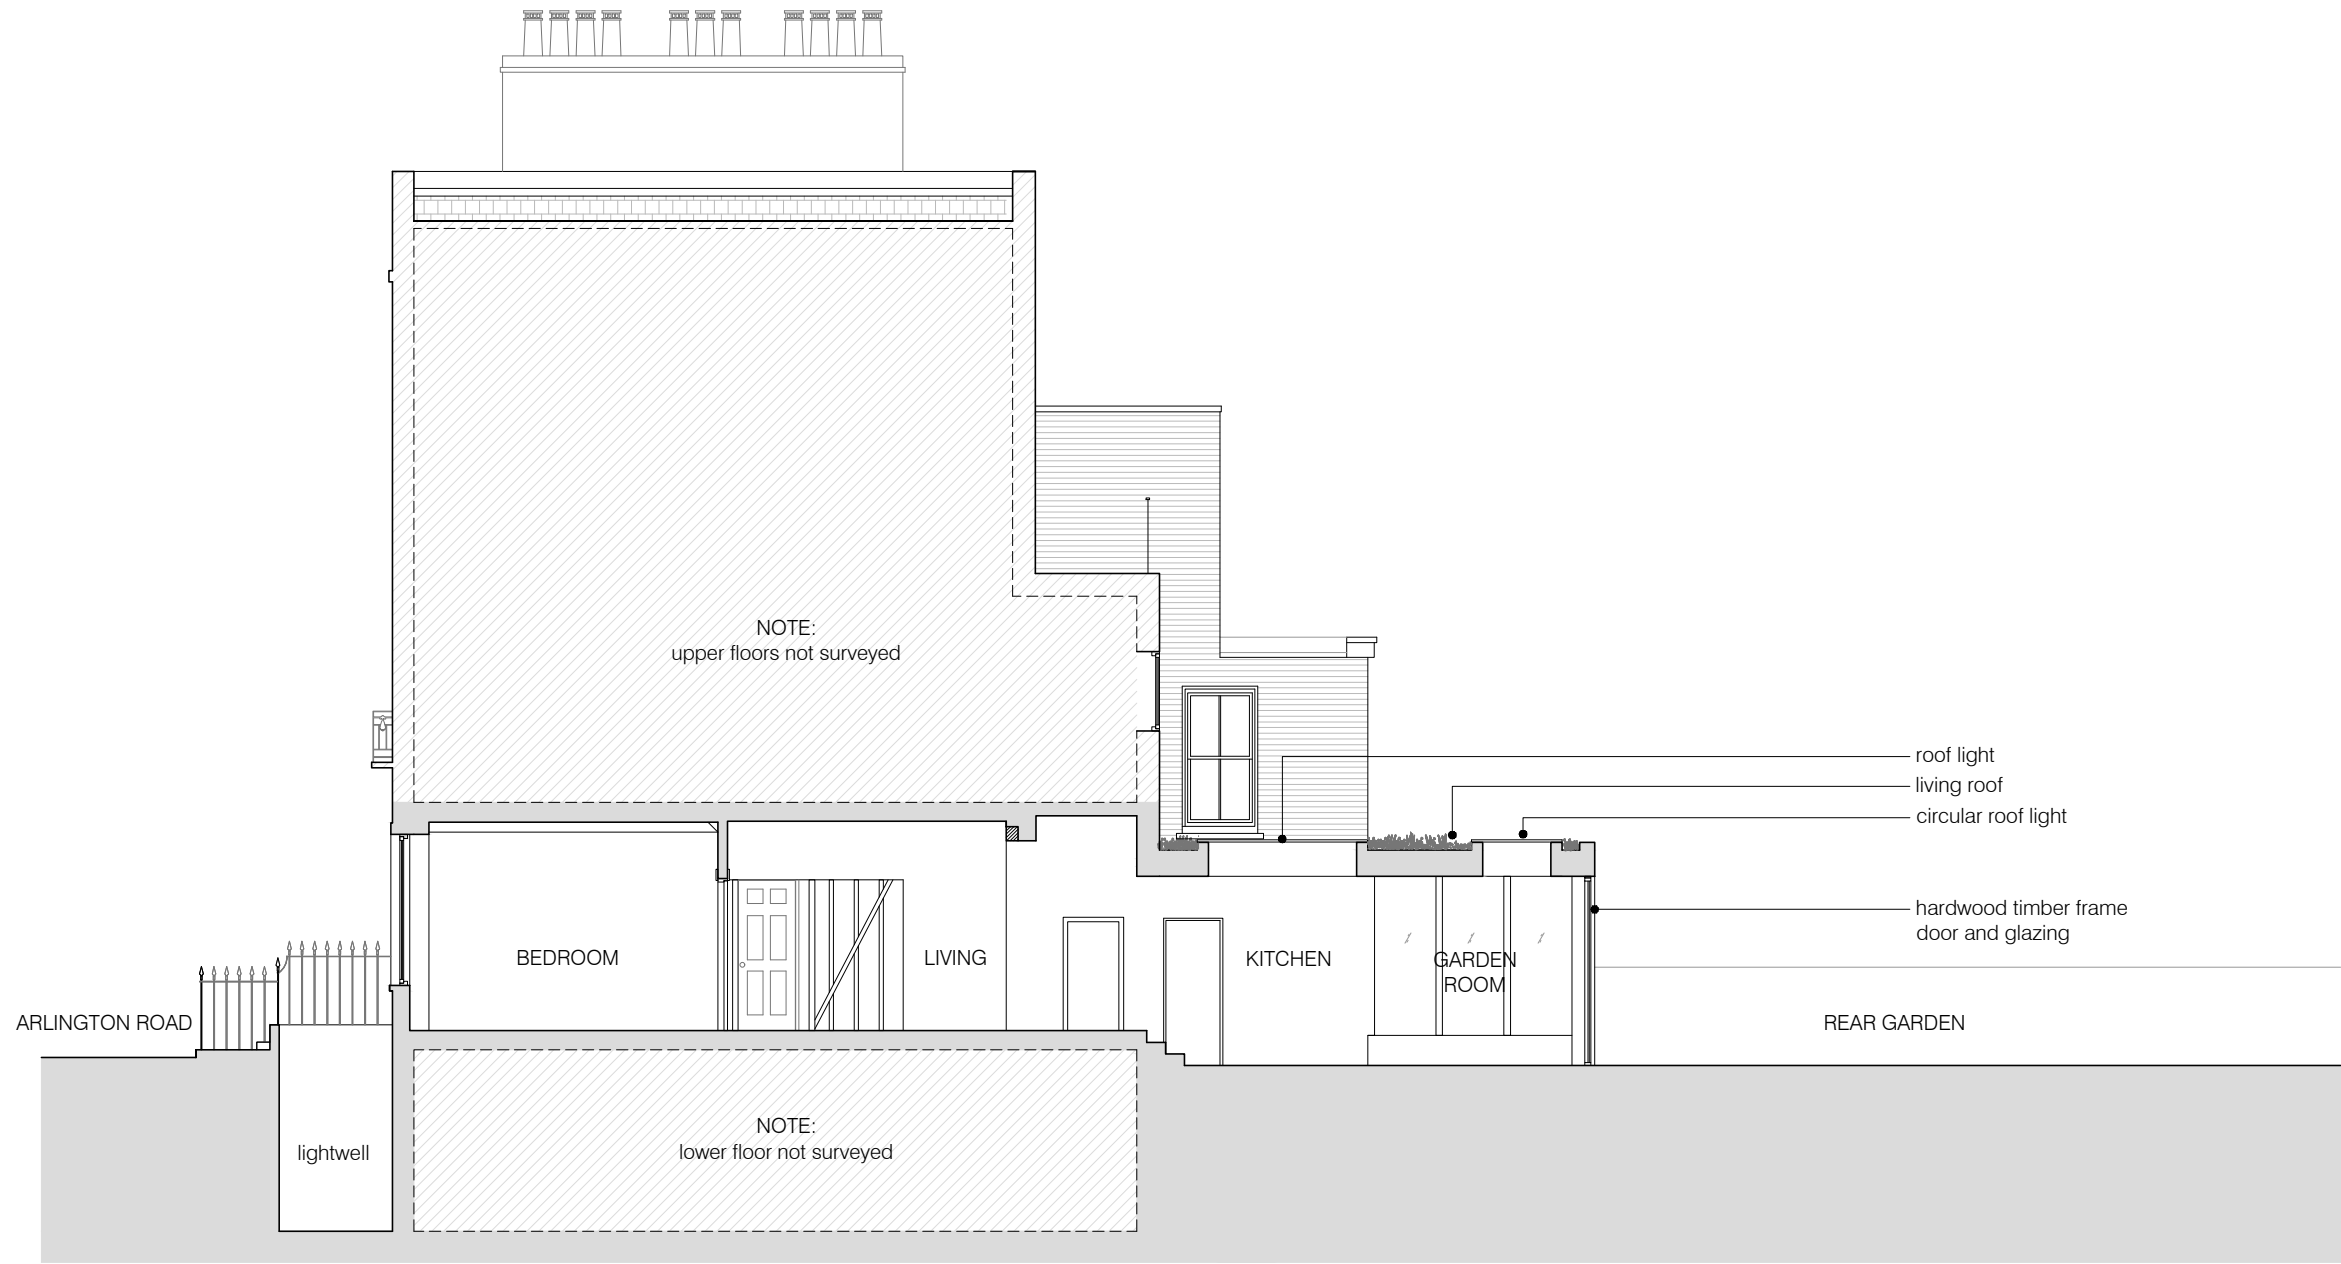 NOTE:
upper floors not surveyed
roof light
living roof
circular roof light
hardwood timber frame
door and glazing
BEDROOM
LIVING
KITCHEN
GARDEN
ROOM
ARLINGTON ROAD
REAR GARDEN
NOTE:
lower floor not surveyed
lightwell